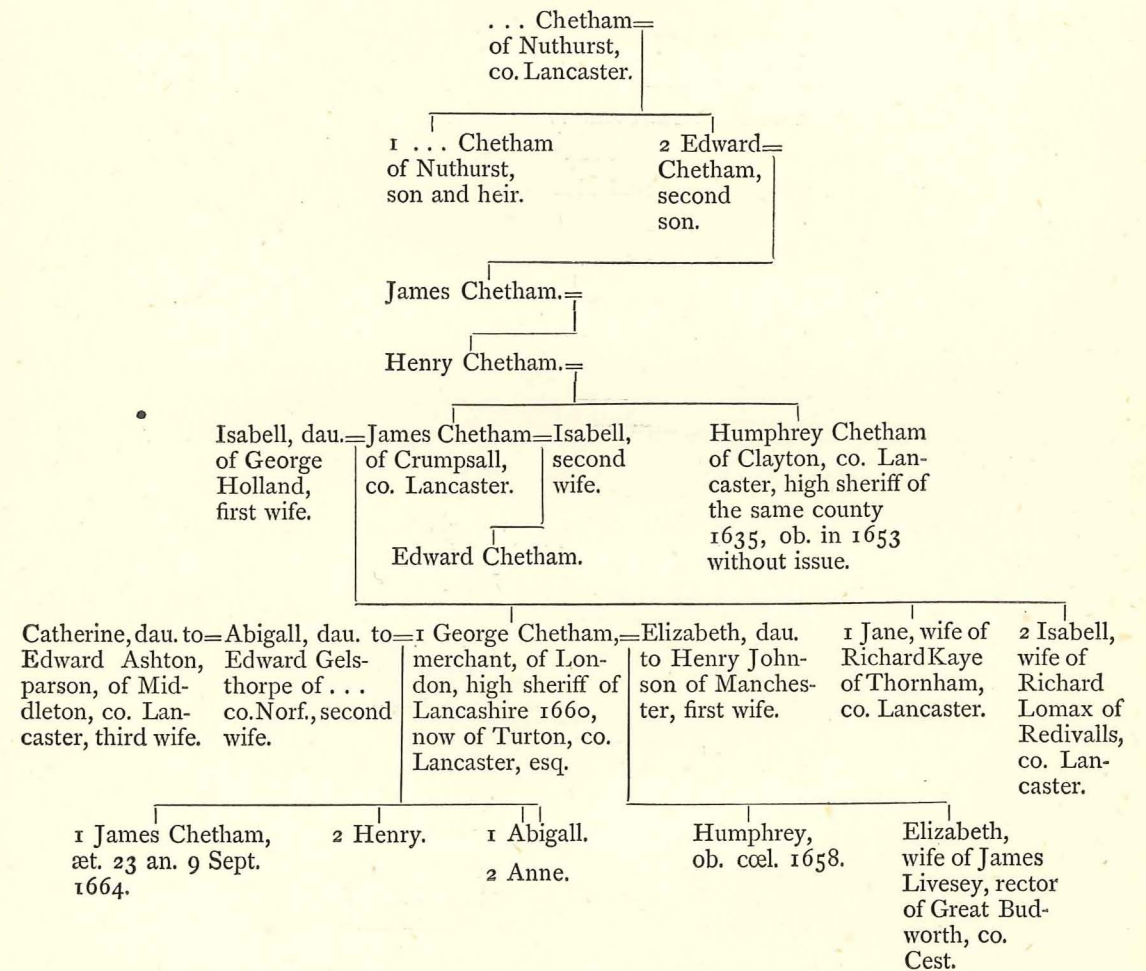 . . . Chetham=
of Nuthurst,
co. Lancaster.
1 . . . Chetham
of Nuthurst,
son and heir.
2 Edward=
Chetham,
second
son.
James Chetham.=
Henry Chetham.=
Isabell, dau.=
of George
Holland,
first wife.
James Chetham=
of Crumpsall,
co. Lancaster.
Isabell,
second
wife.
Humphrey Chetham
of Clayton, co. Lan-
caster, high sheriff of
the same county
1635, ob. in 1653
without issue.
Edward Chetham.
Catherine, dau. to=
Edward Ashton,
parson, of Mid-
dleton, co. Lan-
caster, third wife.
Abigall, dau. to=
Edward Gels-
thorpe of . . .
co. Norf., second
wife.
1 George Chetham,=
merchant, of Lon-
don, high sheriff of
Lancashire 1660,
now of Turton, co.
Lancaster, esq.
Elizabeth, dau.
to Henry John-
son of Manches-
ter, first wife.
1 Jane, wife of
Richard Kaye
of Thornham,
co. Lancaster.
2 Isabell,
wife of
Richard
Lomax of
Redivalls,
co. Lan-
caster.
1 James Chetham,
æt. 23 an. 9 Sept.
1664.
2 Henry.
1 Abigall.
2 Anne.
Humphrey,
ob. cœl. 1658.
Elizabeth,
wife of James
Livesey, rector
of Great Bud-
worth, co.
Cest.